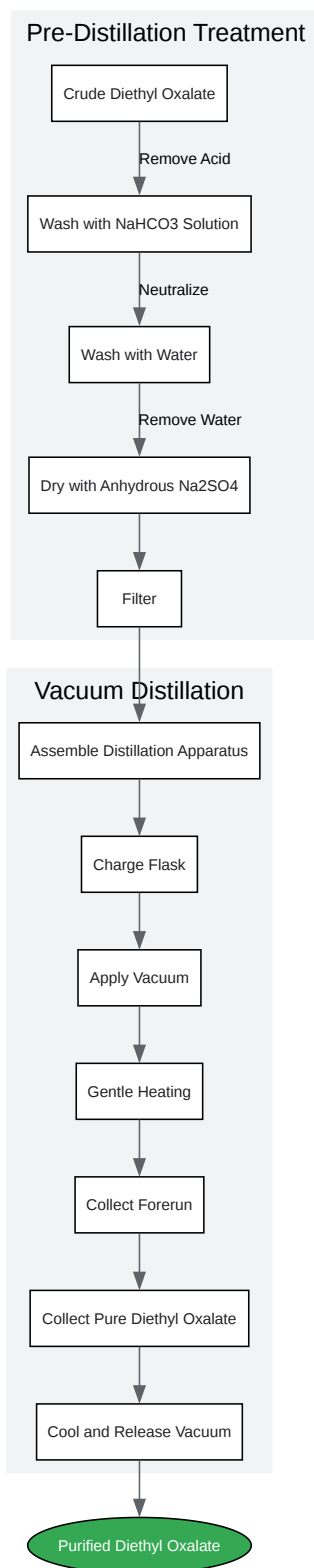 Pre-Distillation Treatment
Crude Diethyl Oxalate
Remove Acid
Wash with NaHCO3 Solution
Neutralize
Wash with Water
Remove Water
Dry with Anhydrous Na2SO4
Filter
Vacuum Distillation
Assemble Distillation Apparatus
Charge Flask
Apply Vacuum
Gentle Heating
Collect Forerun
Collect Pure Diethyl Oxalate
Cool and Release Vacuum
Purified Diethyl Oxalate